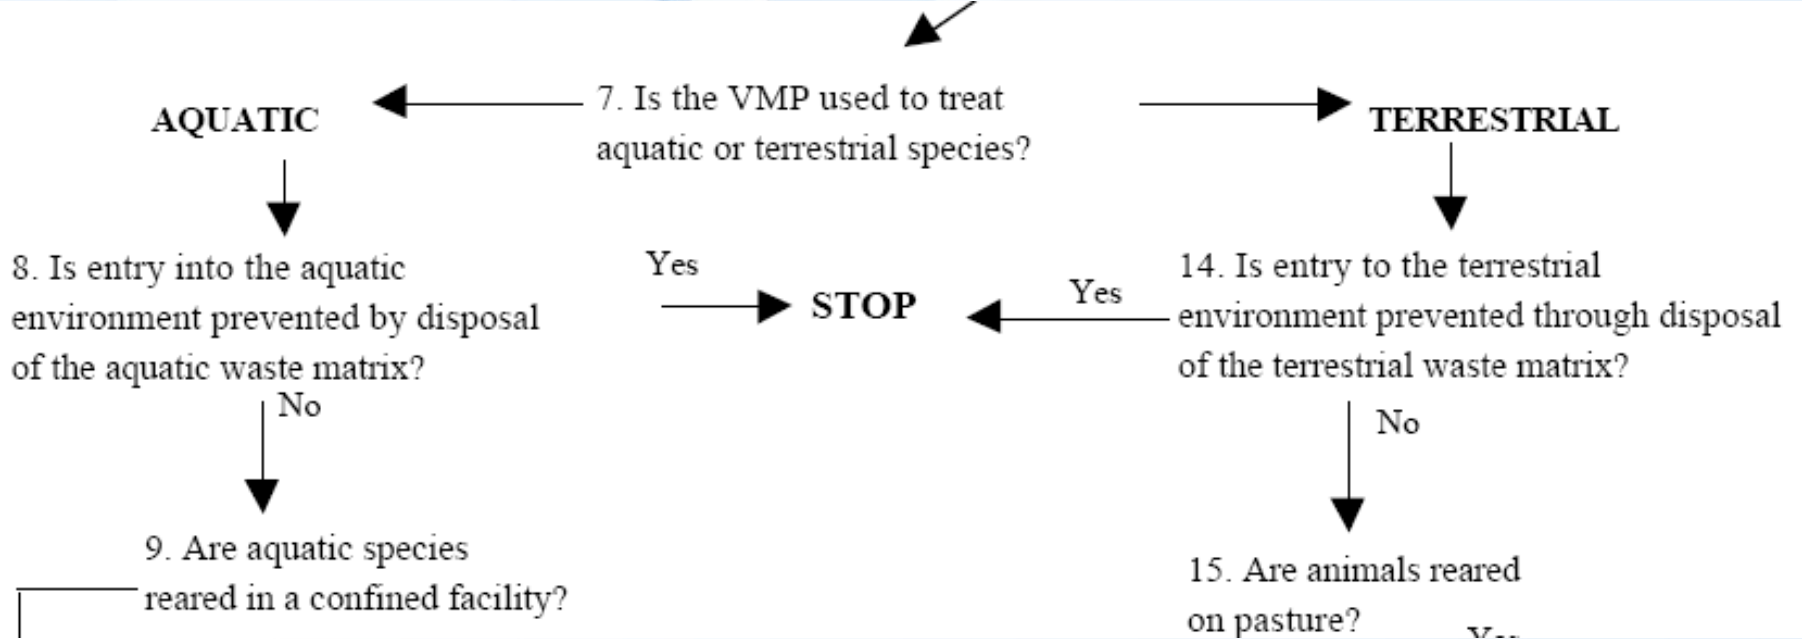 7. Is the VMP used to treat
aquatic or terrestrial species?
AQUATIC
TERRESTRIAL
8. Is entry into the aquatic
environment prevented by disposal
of the aquatic waste matrix?
Yes
STOP
Yes
14. Is entry to the terrestrial
environment prevented through disposal
of the terrestrial waste matrix?
No
No
9. Are aquatic species
reared in a confined facility?
15. Are animals reared
on pasture?